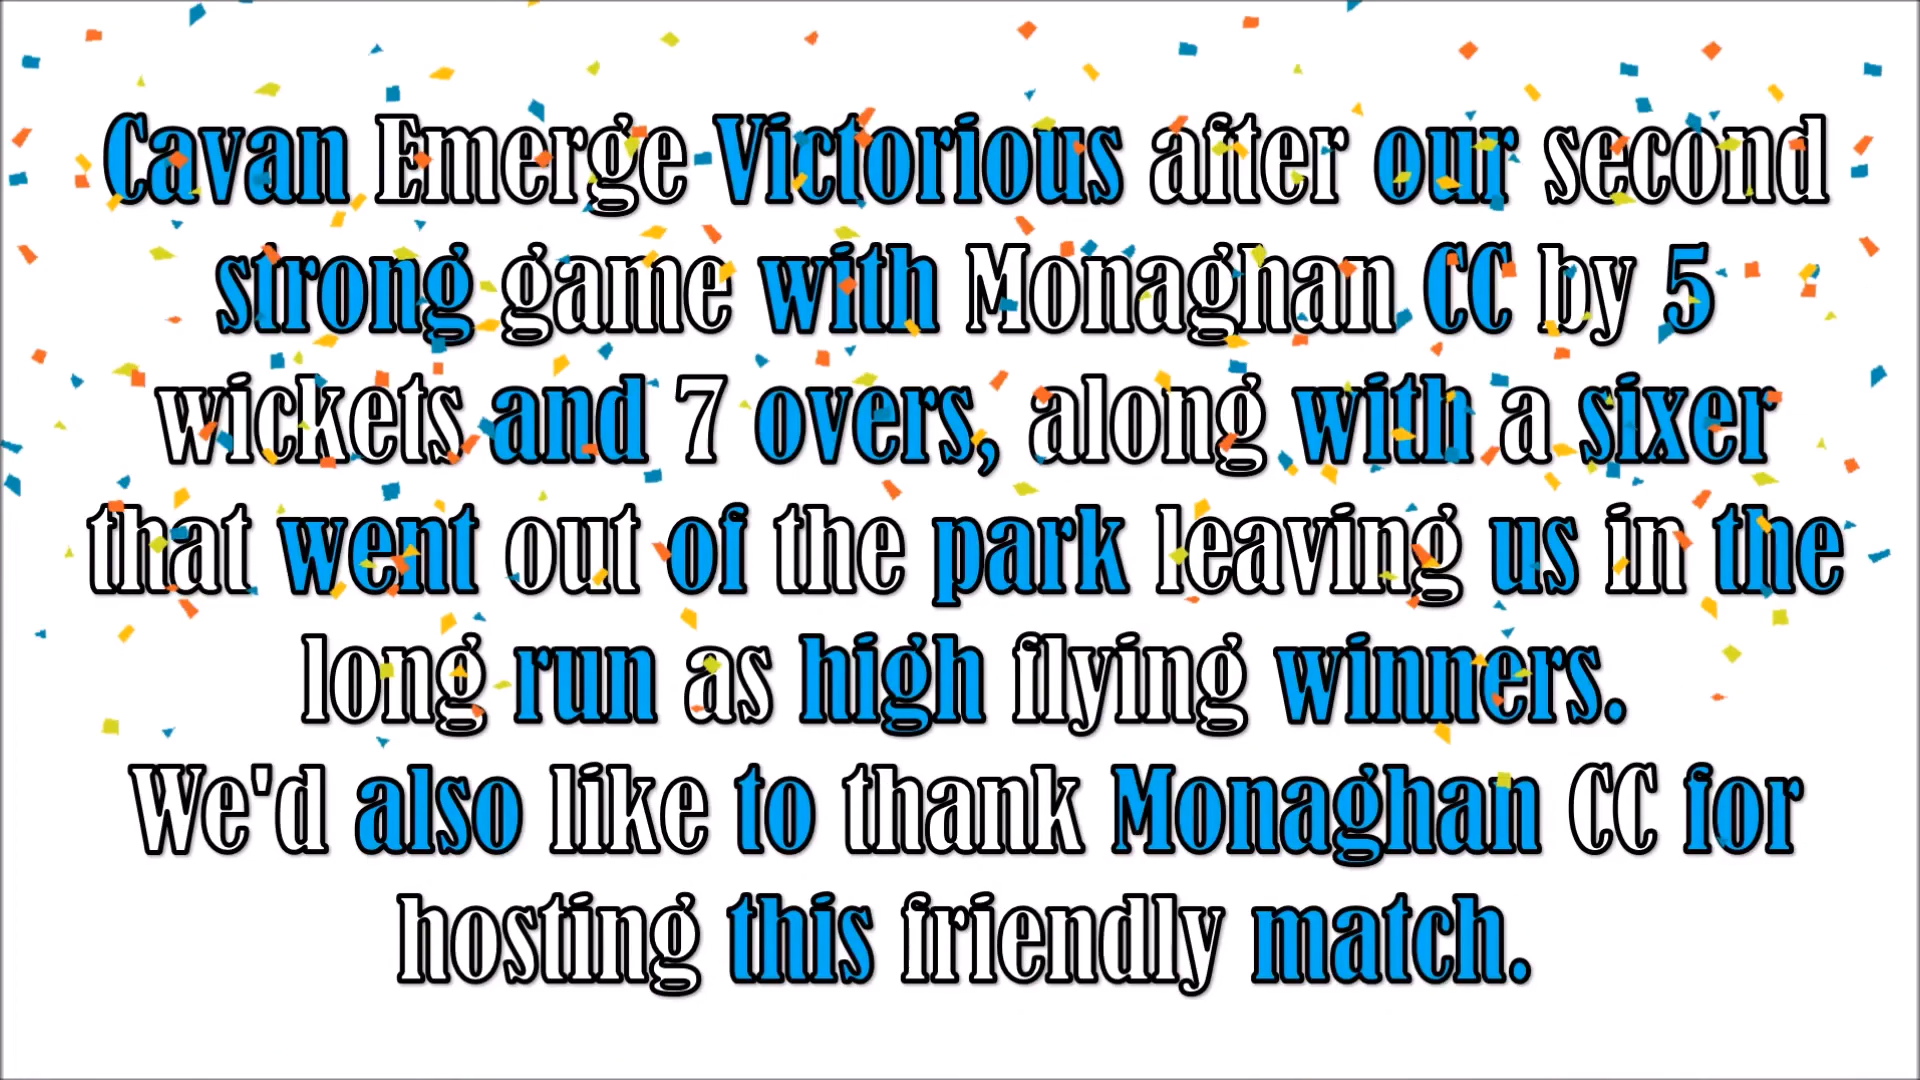 Cavan Emerge Victorious after our second
strong game with Monaghan CC by 5
wickets and 7 overs, along with a sixer
that went out of the park leaving us in the
long run as high flying winners.
We'd also like to thank Monaghan CC for
hosting this friendly match.